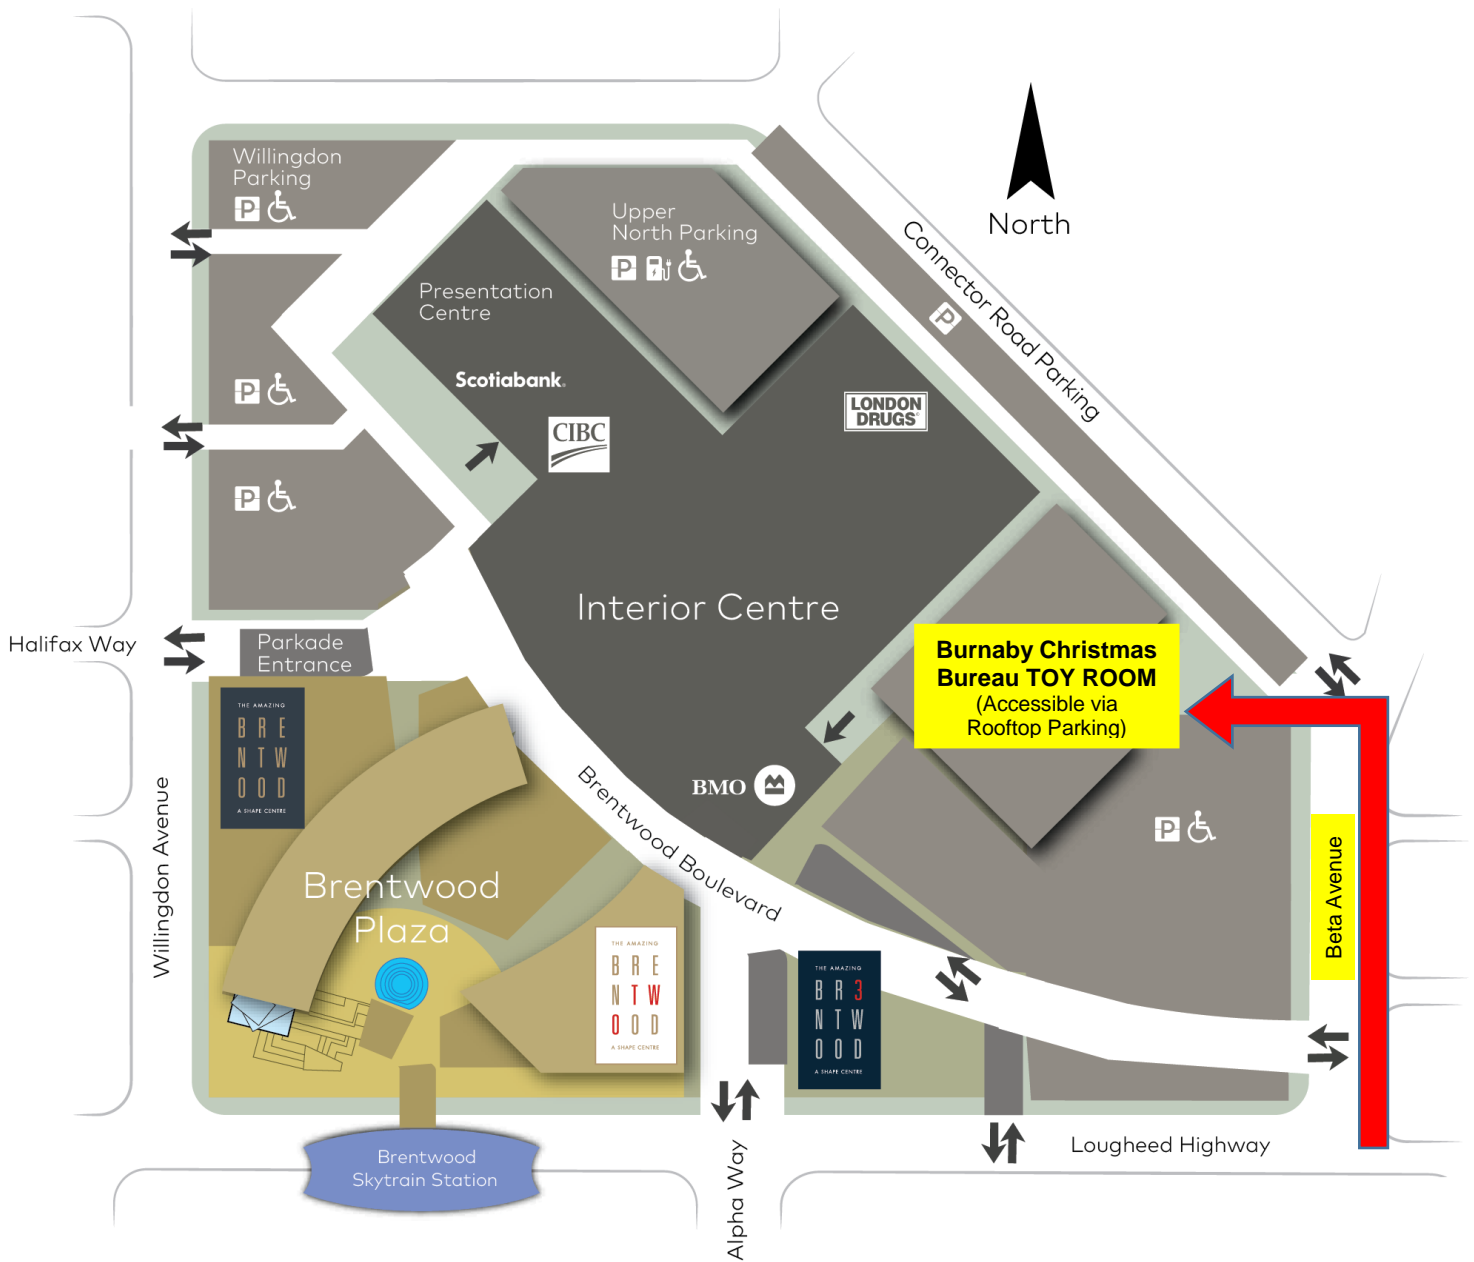 Willingdon
Parking
P
Upper
North Parking
P
North
Connector Road Parking
P
Presentation
Centre
Scotiabank
CIBC
LONDON
DRUGS
P
P
Interior Centre
Halifax Way
Parkade
Entrance
Burnaby Christmas
Bureau TOY ROOM
(Accessible via
Rooftop Parking)
THE AMAZING
BRE
NTW
OOD
A SHAPE CENTRE
BMO
Brentwood Boulevard
P
Willingdon Avenue
Beta Avenue
Brentwood
Plaza
THE AMAZING
BRE
NTW
OOD
A SHAPE CENTRE
THE AMAZING
BR3
NTW
OOD
A SHAPE CENTRE
Lougheed Highway
Alpha Way
Brentwood
Skytrain Station